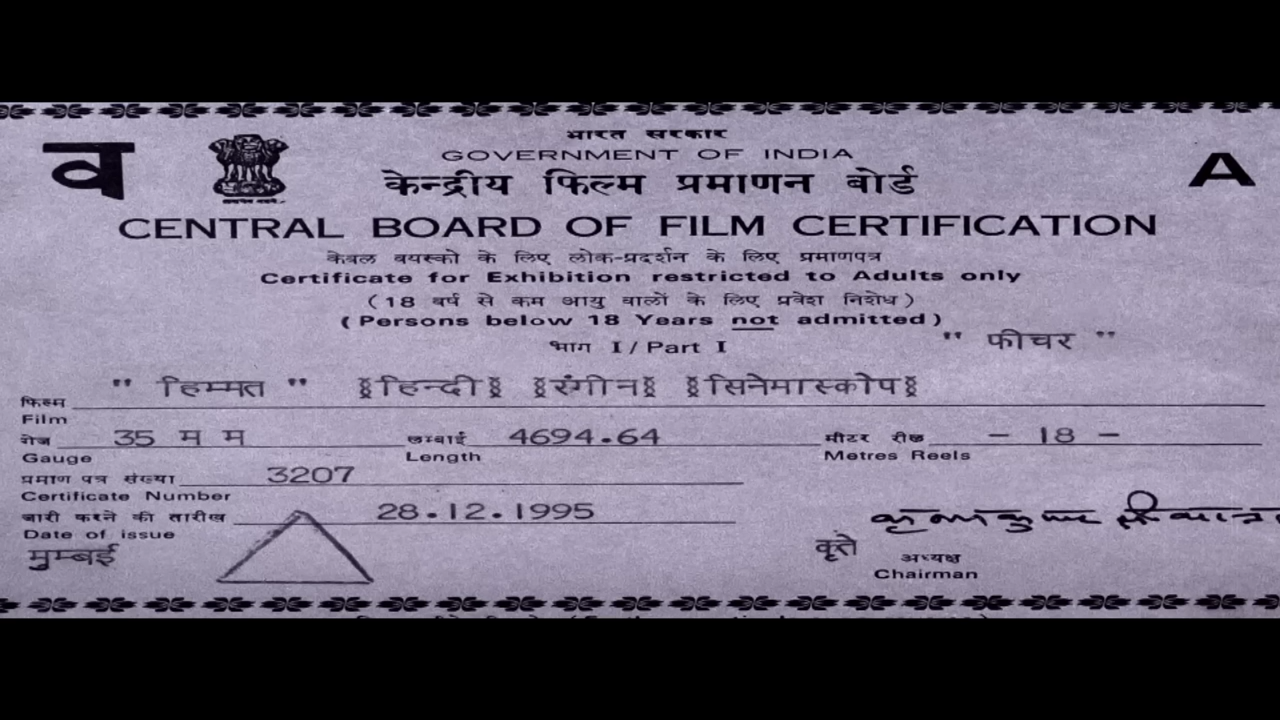 व
A
भारत सरकार
GOVERNMENT OF INDIA
केन्द्रीय फिल्म प्रमाणन बोर्ड
CENTRAL BOARD OF FILM CERTIFICATION
केवल वयस्को के लिए लोक-प्रदर्शन के लिए प्रमाणपत्र
Certificate for Exhibition restricted to Adults only
(18 वर्ष से कम आयु वालों के लिए प्रवेश निशेध)
(Persons below 18 Years not admitted)
भाग I / Part I
" फीचर "
फिल्म " हिम्मत " हिन्दी रंगीन सिनेमास्कोप
Film
गेज 35 म म लम्बाई 4694.64 मीटर रील - 18 -
Gauge Length Metres Reels
प्रमाण पत्र संख्या 3207
Certificate Number
जारी करने की तारीख 28.12.1995
Date of issue
मुम्बई
कृते अध्यक्ष
Chairman